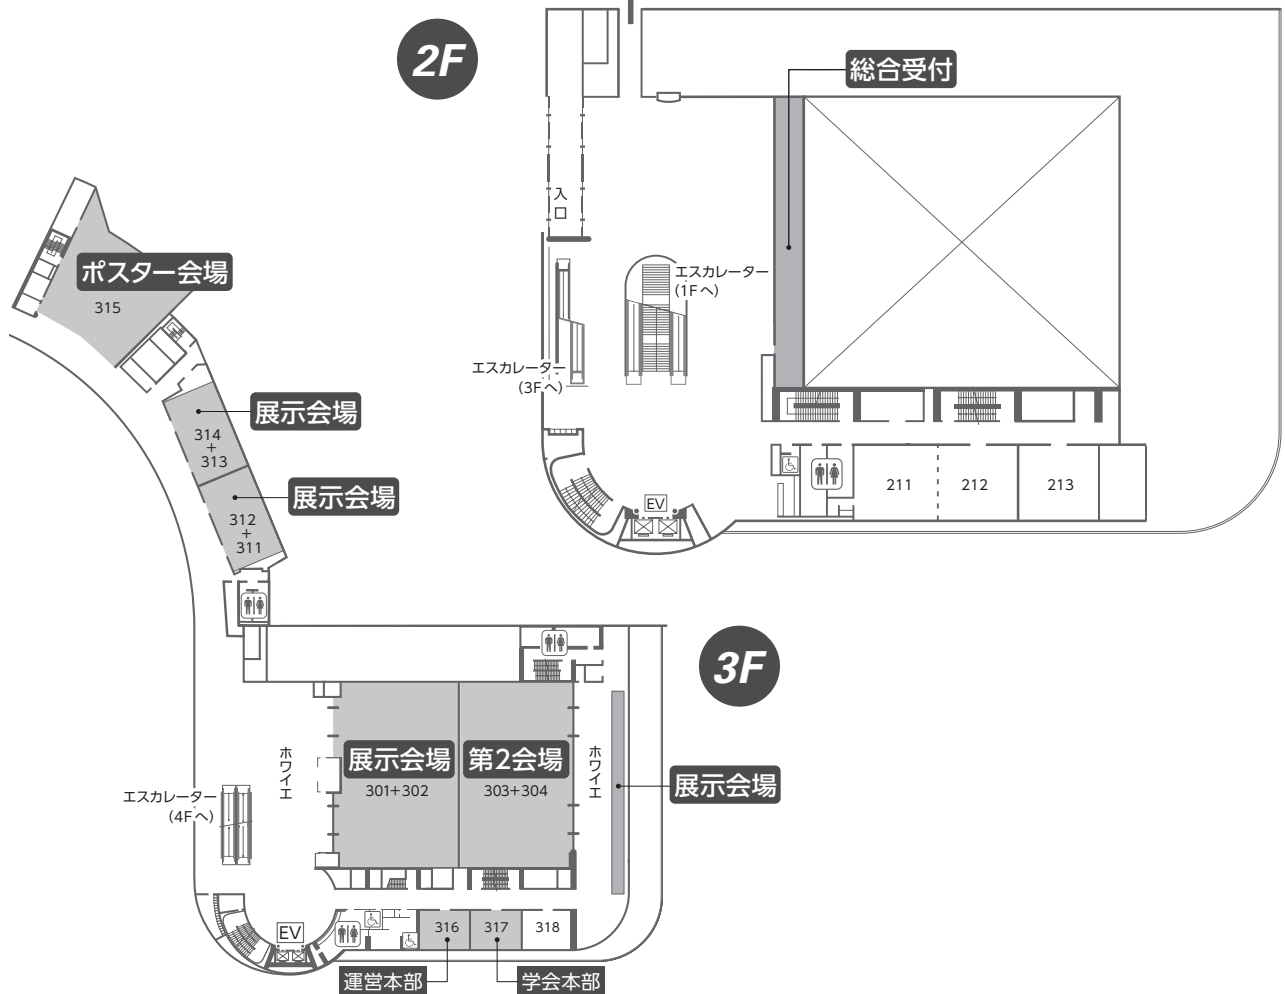 2F
総合受付
入口
エスカレーター
(1Fへ)
エスカレーター
(3Fへ)
EV
211
212
213
ポスター会場
315
展示会場
314
+
313
展示会場
312
+
311
3F
ホワイエ
展示会場
301+302
第2会場
303+304
ホワイエ
展示会場
エスカレーター
(4Fへ)
EV
316
317
318
運営本部
学会本部